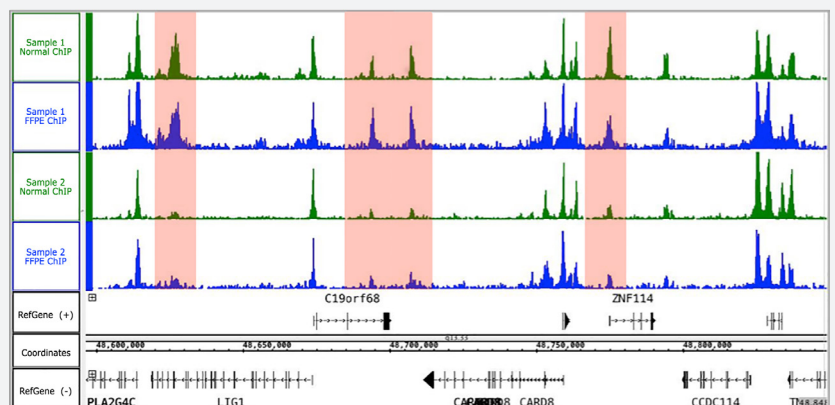 Sample 1
Normal ChIP
Sample 1
FFPE ChIP
Sample 2
Normal ChIP
Sample 2
FFPE ChIP
RefGene (+)
C19orf68 ZNF114
Coordinates
q13.33
48,600,000 48,650,000 48,700,000 48,750,000 48,800,000
RefGene (-)
PLA2G4C LIG1 CARD8 CCDC114